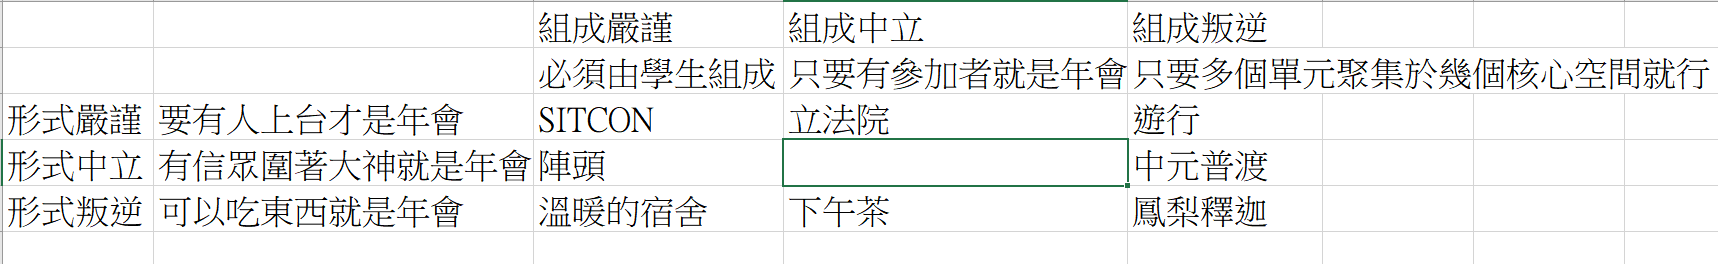 組成嚴謹 組成中立 組成叛逆
必須由學生組成 只要有參加者就是年會 只要多個單元聚集於幾個核心空間就行
形式嚴謹 要有人上台才是年會 SITCON 立法院 遊行
形式中立 有信眾圍著大神就是年會 陣頭 中元普渡
形式叛逆 可以吃東西就是年會 溫暖的宿舍 下午茶 鳳梨釋迦